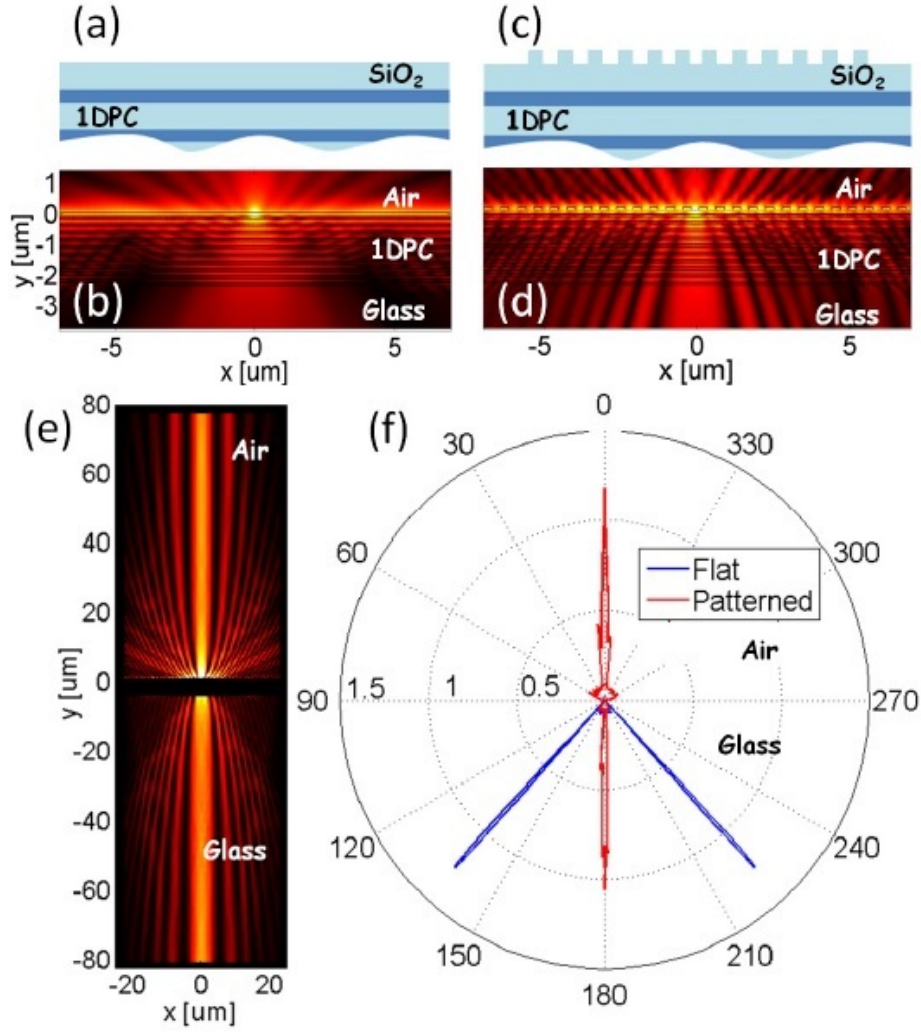 (a)
SiO₂
1DPC
(c)
SiO₂
1DPC
1
0
-1
-2
-3
y [um]
Air
1DPC
Glass
(b)
-5 0 5
x [um]
Air
1DPC
Glass
(d)
-5 0 5
x [um]
(e)
80
60
40
20
0
-20
-40
-60
-80
y [um]
Air
Glass
-20 0 20
x [um]
(f)
0
30 330
60 300
Flat
Patterned
Air
90 1.5 1 0.5 270
Glass
120 240
150 210
180